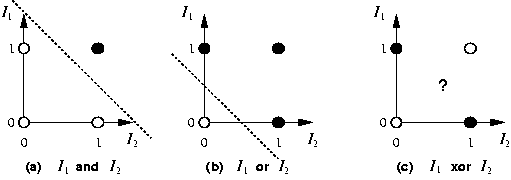 I₁ I₁ I₁
1 1 1
?
0 0 0
0 1 I₂ 0 1 I₂ 0 1 I₂
(a) I₁ and I₂ (b) I₁ or I₂ (c) I₁ xor I₂